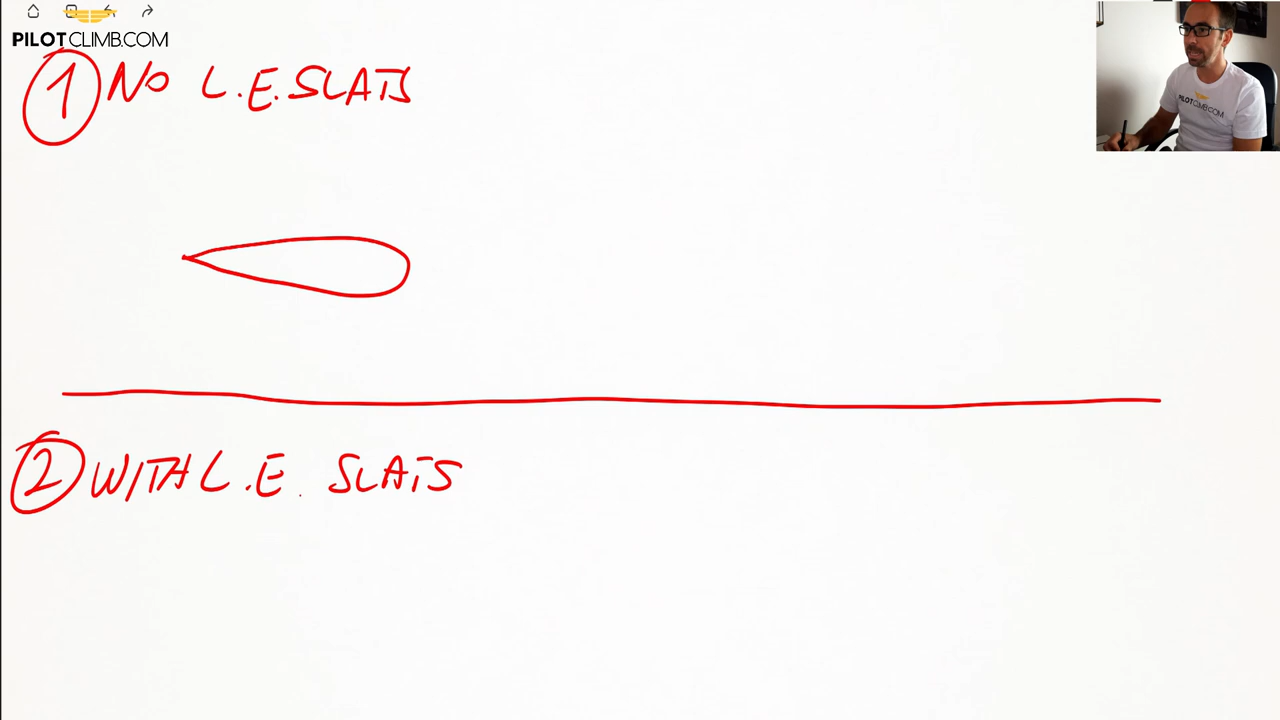 PILOTCLIMB.COM
1 NO L.E. SLATS
2 WITH L.E. SLATS
PILOTCLIMB.COM